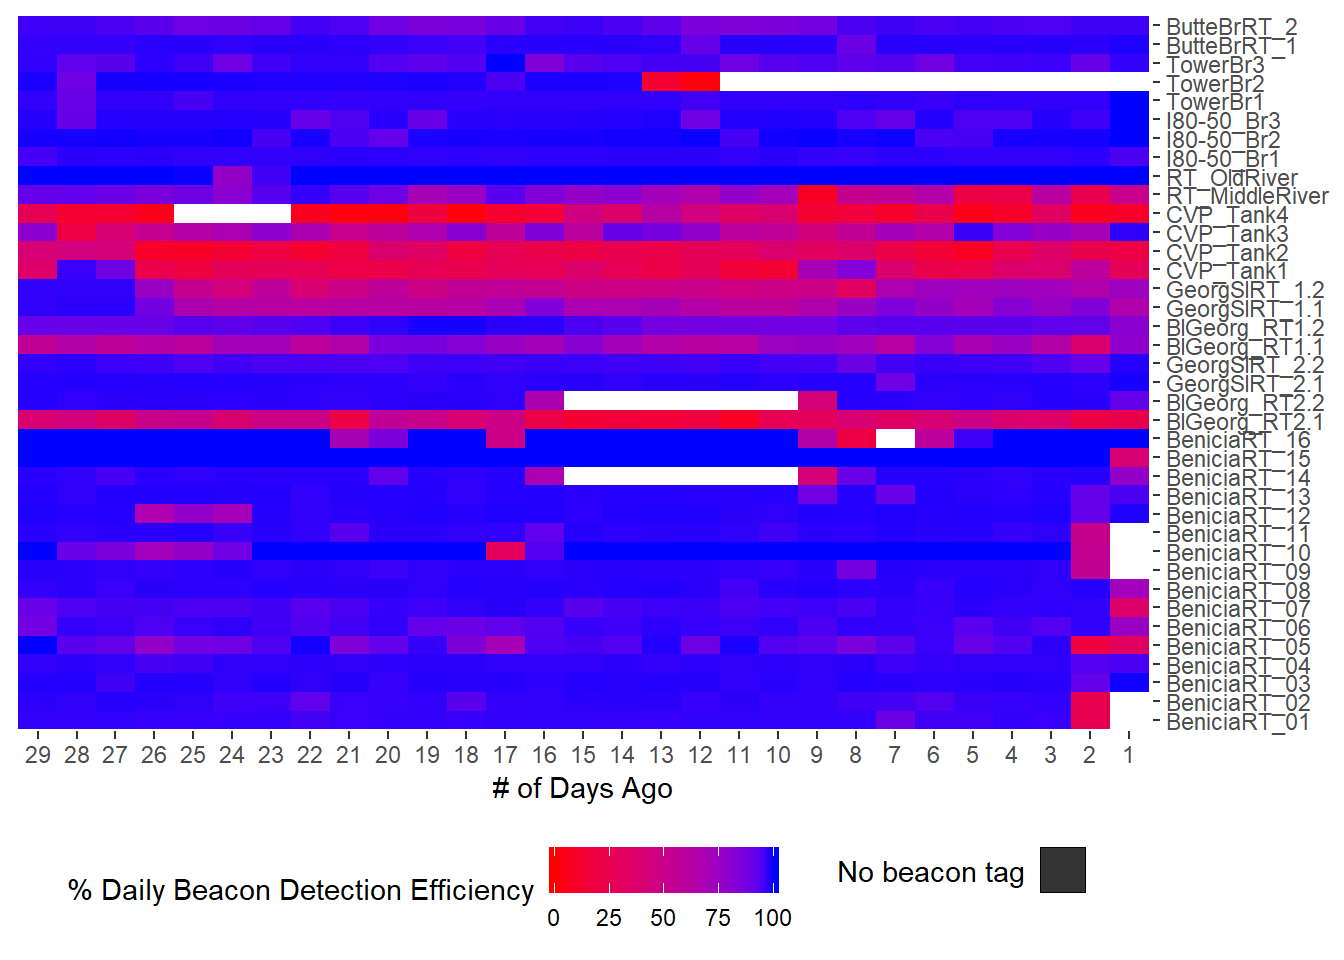 ButteBrRT_2
ButteBrRT_1
TowerBr3
TowerBr2
TowerBr1
I80-50_Br3
I80-50_Br2
I80-50_Br1
RT_OldRiver
RT_MiddleRiver
CVP_Tank4
CVP_Tank3
CVP_Tank2
CVP_Tank1
GeorgSlRT_1.2
GeorgSlRT_1.1
BlGeorg_RT1.2
BlGeorg_RT1.1
GeorgSlRT_2.2
GeorgSlRT_2.1
BlGeorg_RT2.2
BlGeorg_RT2.1
BeniciaRT_16
BeniciaRT_15
BeniciaRT_14
BeniciaRT_13
BeniciaRT_12
BeniciaRT_11
BeniciaRT_10
BeniciaRT_09
BeniciaRT_08
BeniciaRT_07
BeniciaRT_06
BeniciaRT_05
BeniciaRT_04
BeniciaRT_03
BeniciaRT_02
BeniciaRT_01
29 28 27 26 25 24 23 22 21 20 19 18 17 16 15 14 13 12 11 10 9 8 7 6 5 4 3 2 1
# of Days Ago
% Daily Beacon Detection Efficiency
0 25 50 75 100
No beacon tag